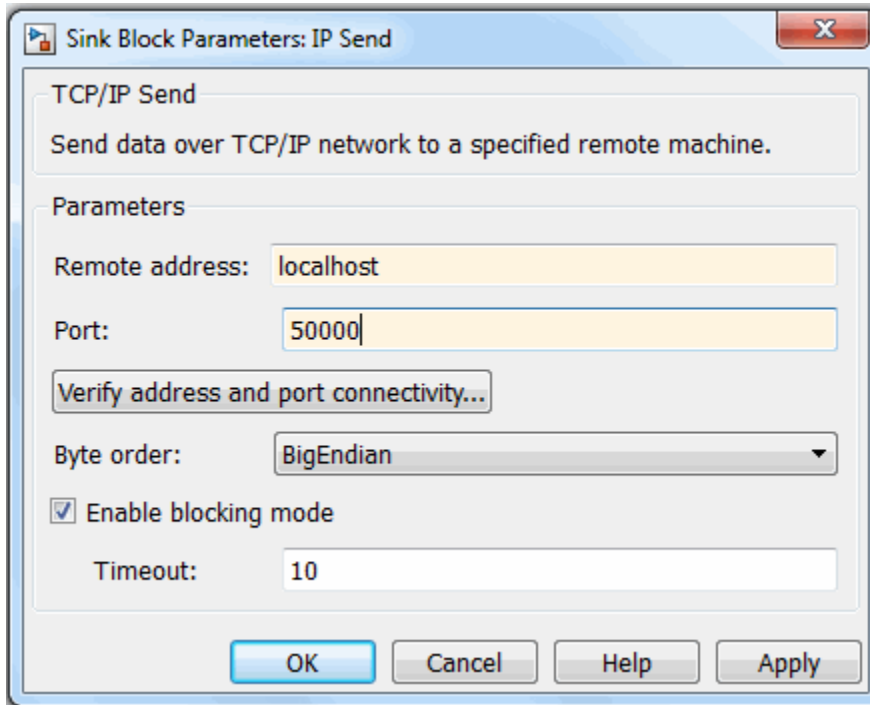 Sink Block Parameters: IP Send
TCP/IP Send
Send data over TCP/IP network to a specified remote machine.
Parameters
Remote address: localhost
Port: 50000
Verify address and port connectivity...
Byte order: BigEndian
Enable blocking mode
Timeout: 10
OK Cancel Help Apply